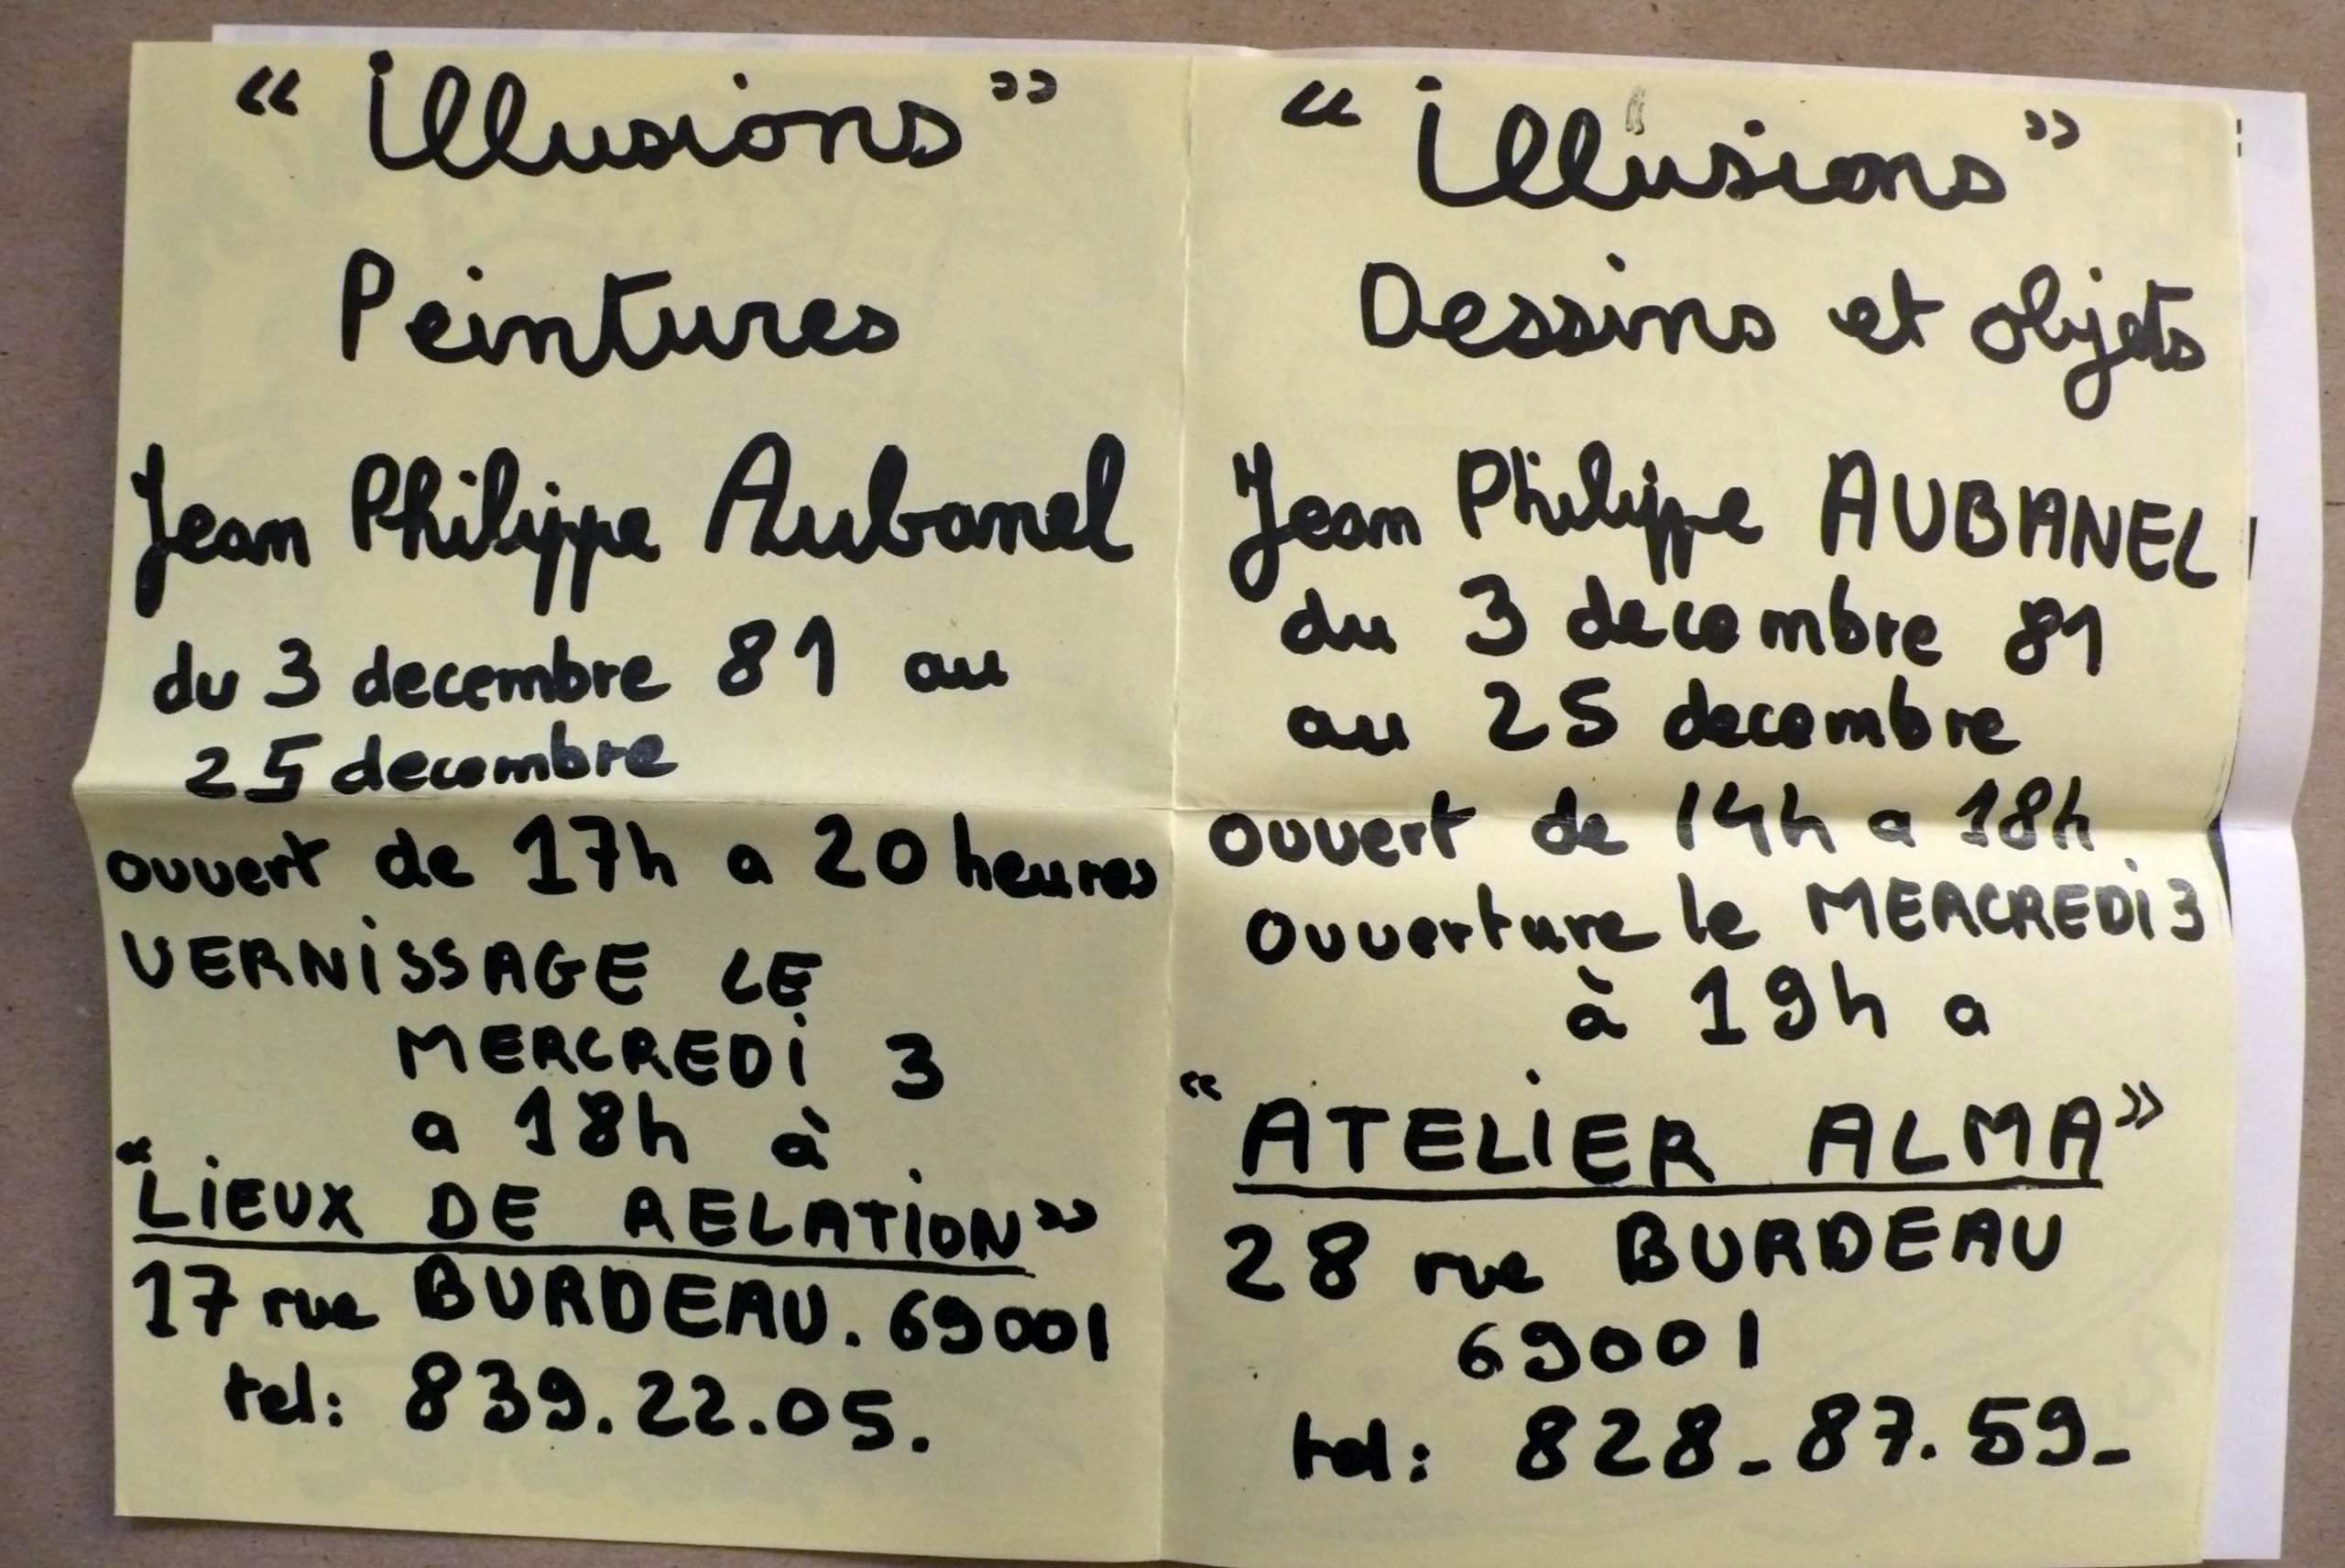 “ illusions ”
Peintures
Jean Philippe Aubanel
du 3 decembre 81 au
25 decembre
ouvert de 17h a 20 heures
VERNiSSAGE LE
MERCREDi 3
a 18h à
“LiEUX DE RELATiON”
17 rue BURDEAU. 69001
tel: 839.22.05.
“ illusions ”
Dessins et objets
Jean Philippe AUBANEL
du 3 decembre 81
au 25 decembre
ouvert de 14h a 18h.
ouverture le MERCREDi 3
à 19h a
“ATELiER ALMA”
28 rue BURDEAU
69001
tel: 828_87.59_